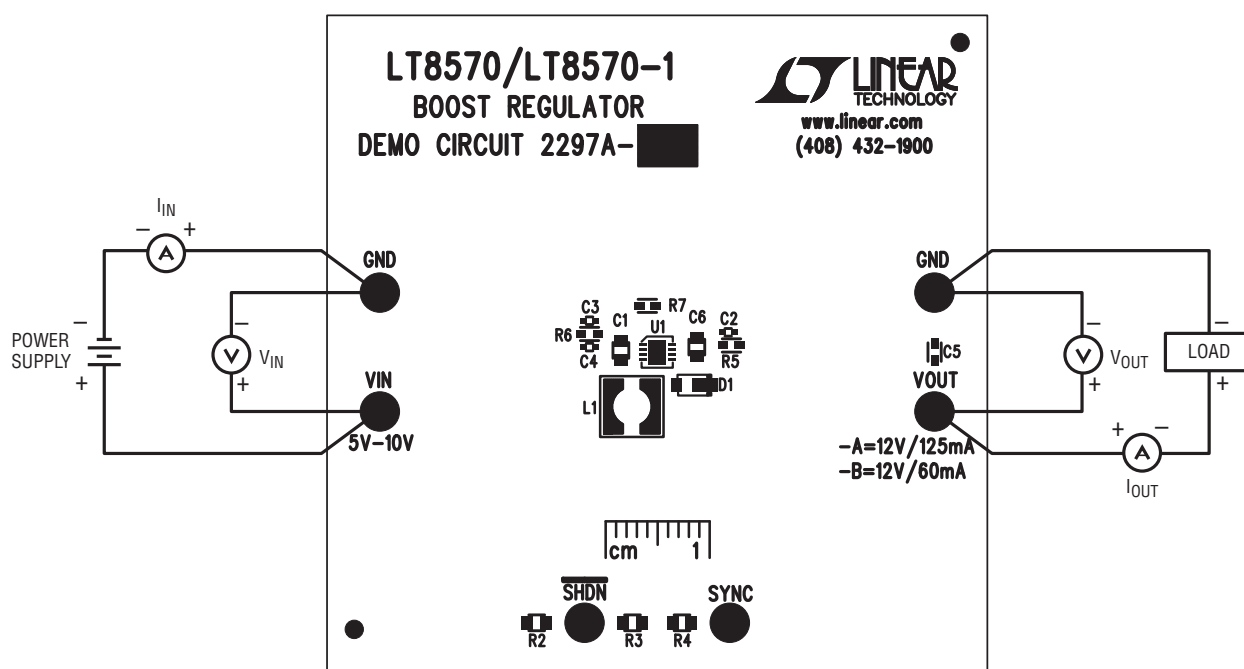 LT8570/LT8570-1
BOOST REGULATOR
DEMO CIRCUIT 2297A-
LINEAR
TECHNOLOGY
www.linear.com
(408) 432-1900
IIN
− +
A
GND
−
V
VIN
+
POWER
SUPPLY
−
+
VIN
5V-10V
C3
R7
R6
C1
U1
C6
C2
C4
R5
L1
D1
GND
C5
VOUT
-A=12V/125mA
-B=12V/60mA
−
V
VOUT
+
−
LOAD
+
+ −
A
IOUT
cm 1
SHDN
SYNC
R2
R3
R4